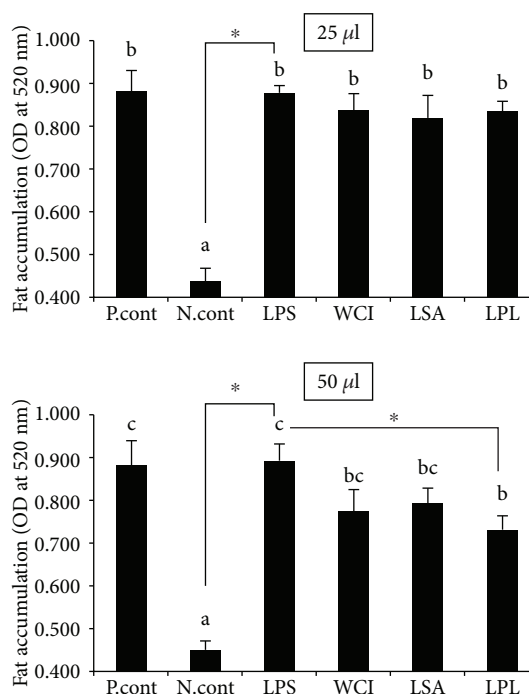 25 μl
*
1.000
0.900
0.800
0.700
0.600
0.500
0.400
Fat accumulation (OD at 520 nm)
b a b b b b
P.cont N.cont LPS WCI LSA LPL
50 μl
*
*
1.000
0.900
0.800
0.700
0.600
0.500
0.400
Fat accumulation (OD at 520 nm)
c a c bc bc b
P.cont N.cont LPS WCI LSA LPL